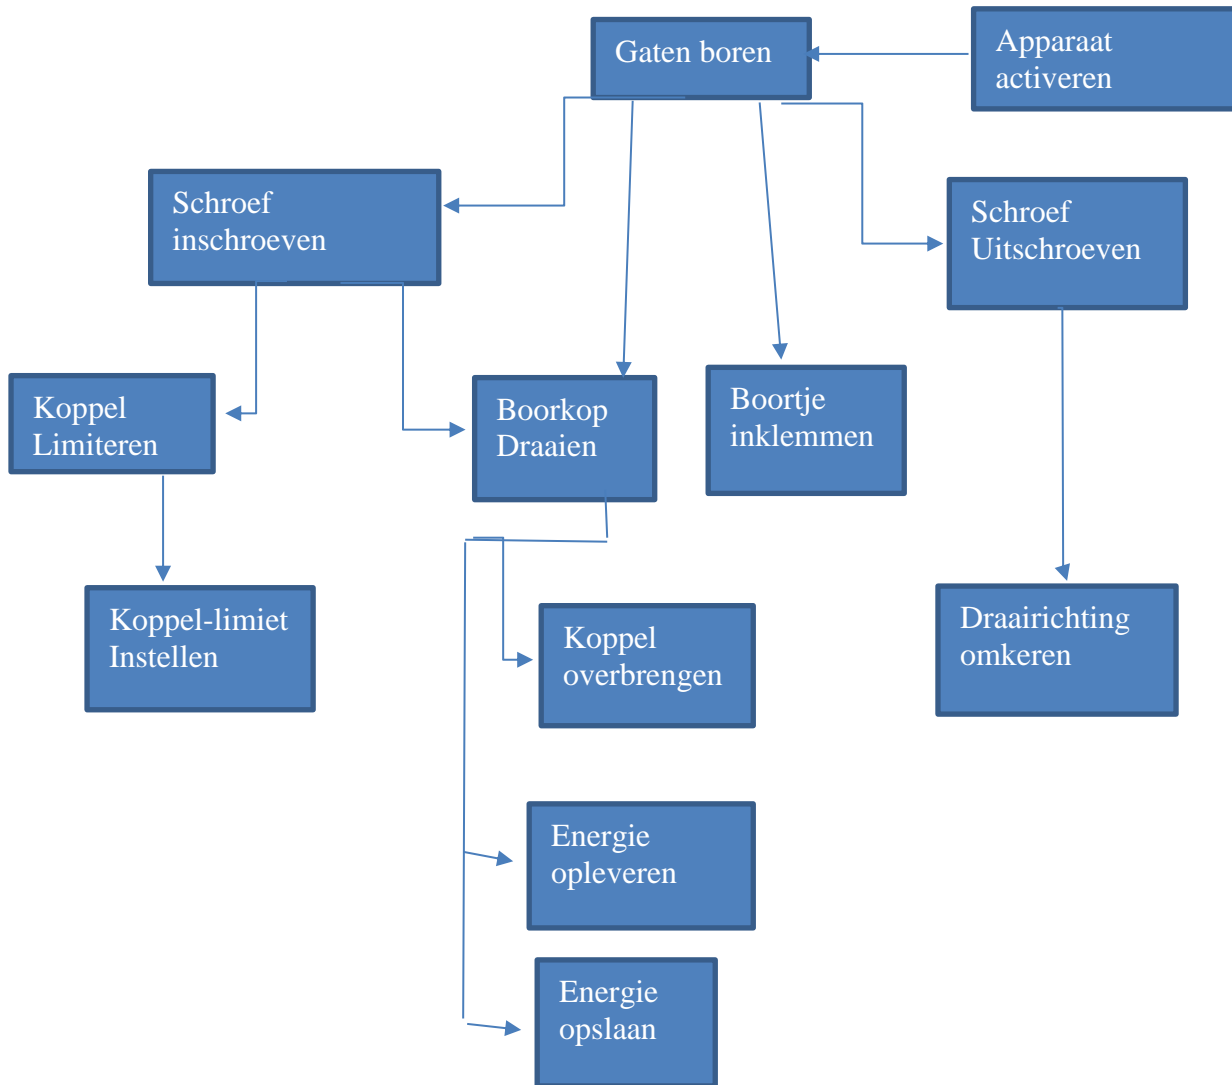 Gaten boren
Apparaat
activeren
Schroef
inschroeven
Schroef
Uitschroeven
Koppel
Limiteren
Boorkop
Draaien
Boortje
inklemmen
Koppel-limiet
Instellen
Koppel
overbrengen
Draairichting
omkeren
Energie
opleveren
Energie
opslaan